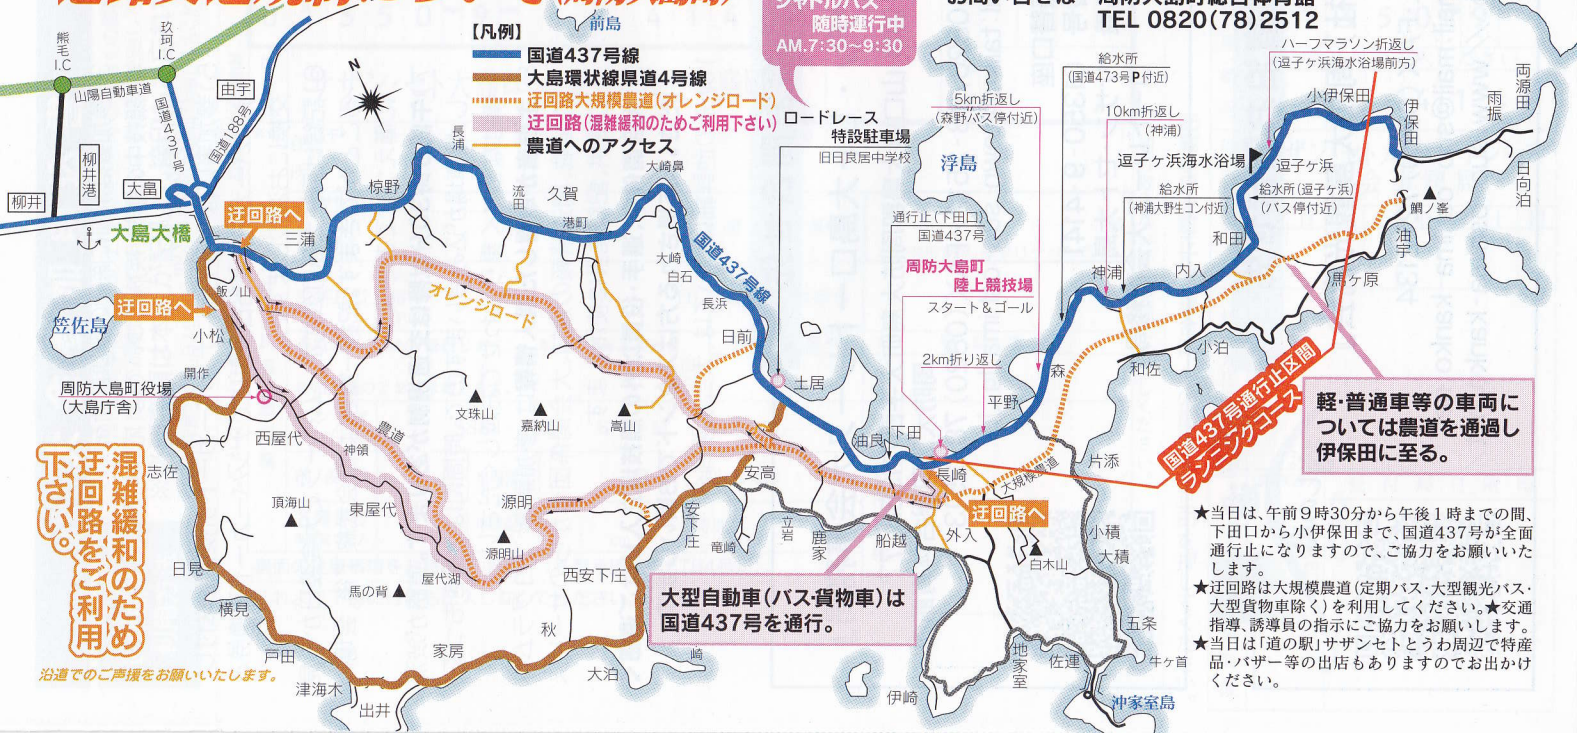 シャトルバス
随時運行中
AM.7:30～9:30
周防大島町総合体育館
TEL 0820(78)2512
【凡例】
国道437号線
大島環状線県道4号線
迂回路大規模農道(オレンジロード)
迂回路(混雑緩和のためご利用下さい)
農道へのアクセス
前島
熊毛I.C
玖珂I.C
山陽自動車道
国道437号
由宇
国道188号
柳井港
柳井
大畠
大島大橋
迂回路へ
三蒲
椋野
長浦
流田
久賀
港町
大崎鼻
大崎
白石
長浜
国道437号線
日前
土居
ロードレース
特設駐車場
旧日良居中学校
浮島
5km折返し
(森野バス停付近)
通行止(下田口)
国道437号
周防大島町
陸上競技場
スタート＆ゴール
2km折り返し
給水所
(国道473号P付近)
10km折返し
(神浦)
ハーフマラソン折返し
(逗子ヶ浜海水浴場前方)
逗子ヶ浜海水浴場
給水所
(神浦大野生コン付近)
給水所(逗子ヶ浜)
(バス停付近)
小伊保田
伊保田
逗子ヶ浜
雨振
両源田
日向泊
鯛ノ峯
油宇
馬ヶ原
和田
内入
神浦
小泊
和佐
森
平野
下田
油良
長崎
迂回路へ
大規模農道
片添
小積
大積
外入
船越
白木山
五条
牛ヶ首
佐連
地家室
沖家室島
伊崎
笠佐島
迂回路へ
飯ノ山
小松
開作
周防大島町役場
(大島庁舎)
オレンジロード
文珠山
嘉納山
嵩山
西屋代
神領
農道
志佐
頂海山
東屋代
源明
源明山
屋代湖
馬の背
日見
横見
戸田
津海木
出井
家房
秋
大泊
崎
西安下庄
安下庄
竜崎
安高
立岩
鹿家
大型自動車(バス・貨物車)は
国道437号を通行。
国道437号通行止区間
ランニングコース
軽・普通車等の車両に
ついては農道を通過し
伊保田に至る。
混雑緩和のため
迂回路をご利用
下さい。
沿道でのご声援をお願いいたします。
★当日は、午前9時30分から午後1時までの間、
下田口から小伊保田まで、国道437号が全面
通行止になりますので、ご協力をお願いいた
します。
★迂回路は大規模農道(定期バス・大型観光バス・
大型貨物車除く)を利用してください。★交通
指導、誘導員の指示にご協力をお願いします。
★当日は「道の駅」サザンセトとうわ周辺で特産
品・バザー等の出店もありますのでお出かけ
ください。
N